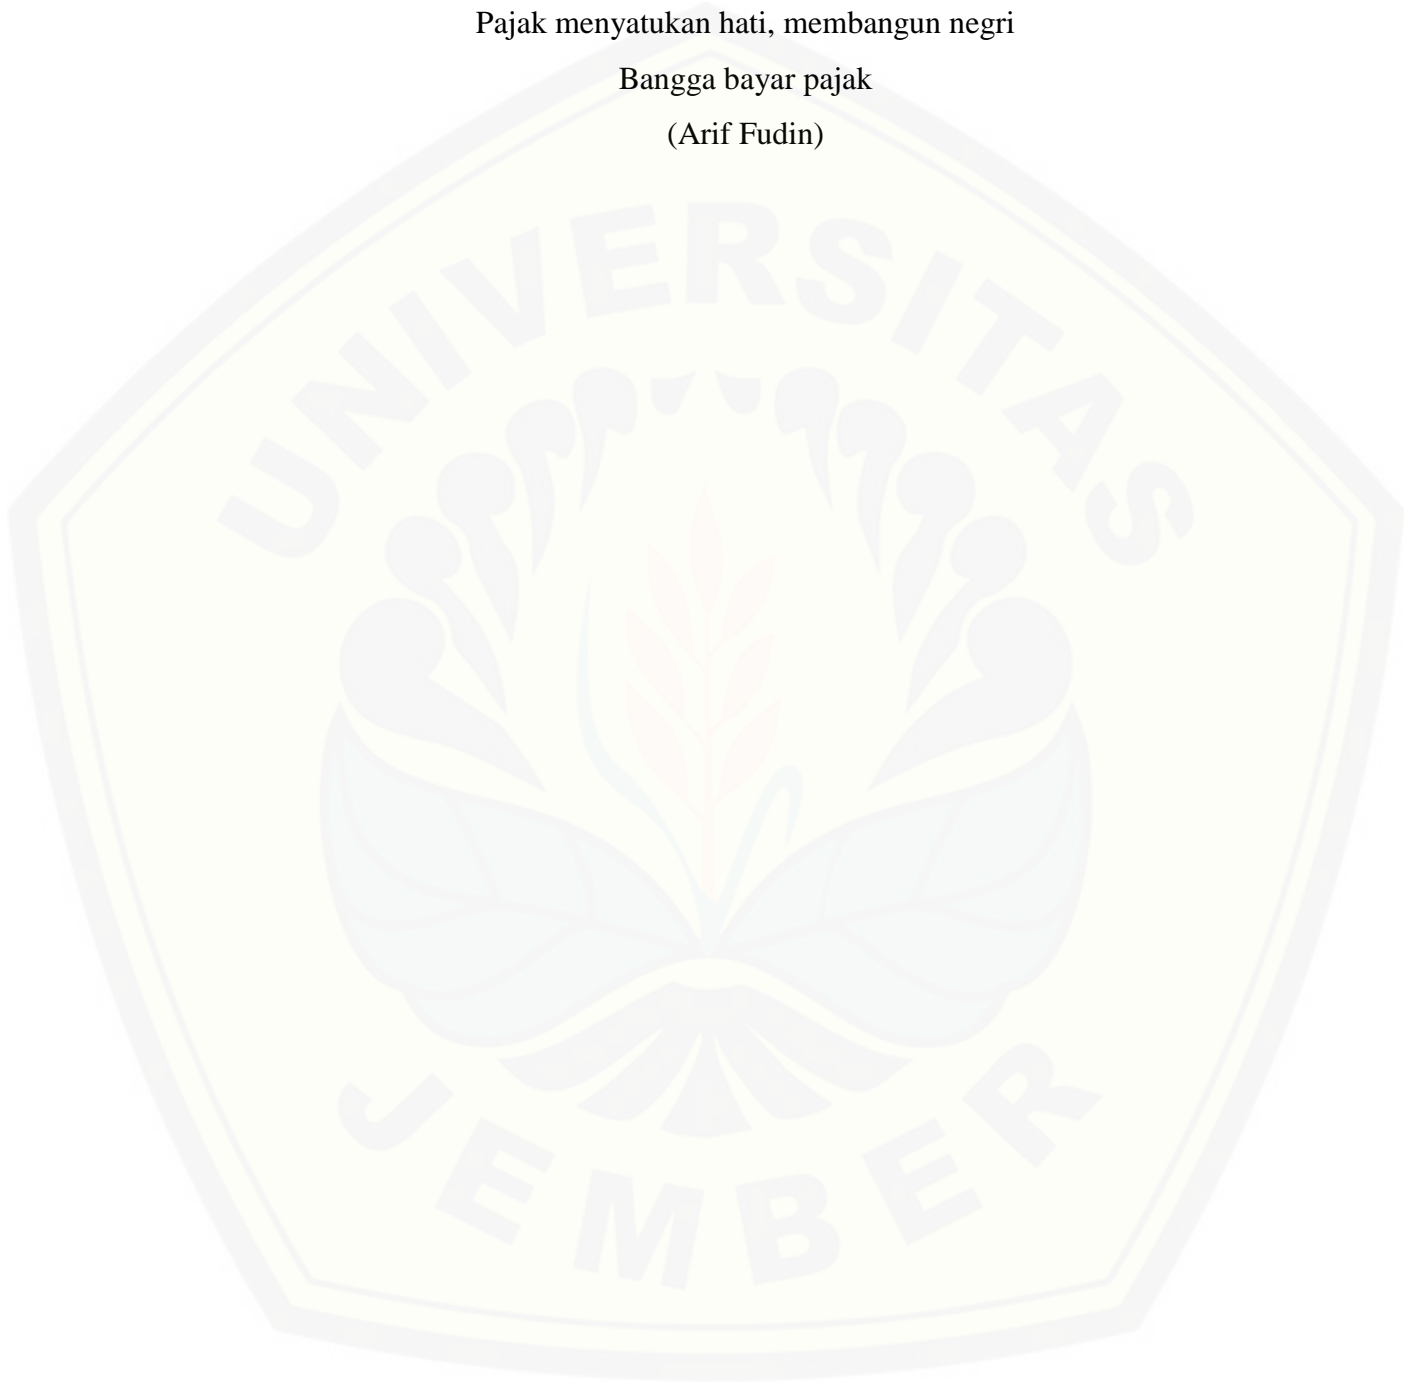 Pajak menyatukan hati, membangun negri
Bangga bayar pajak
(Arif Fudin)
UNIVERSITAS
JEMBER